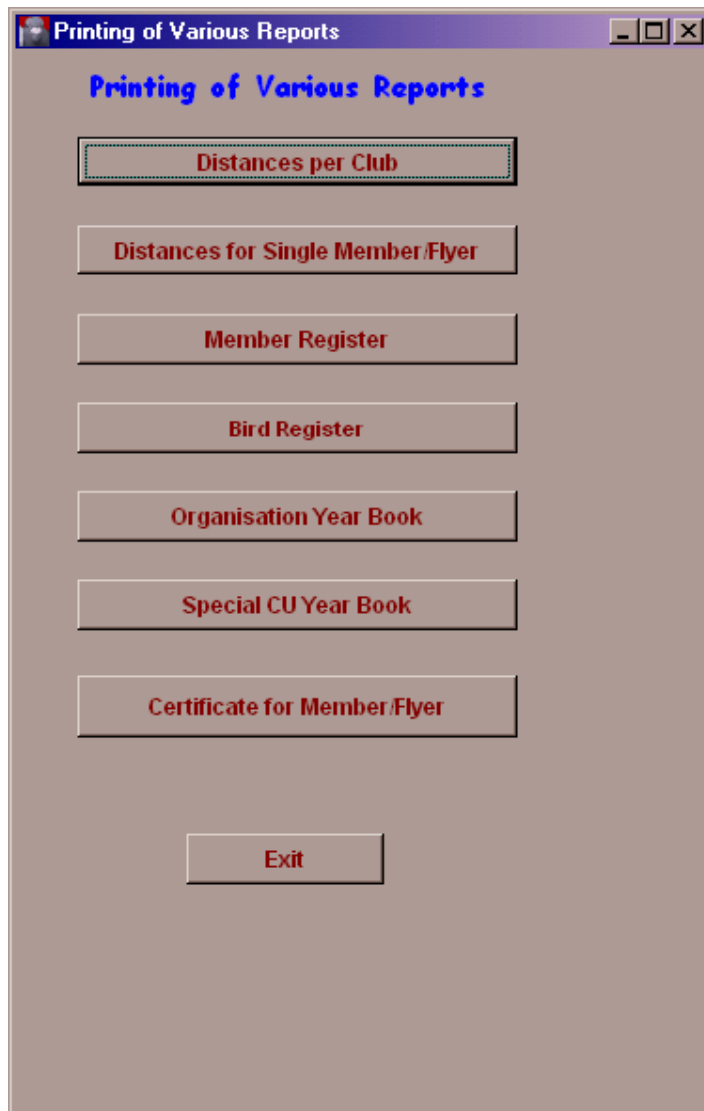 Printing of Various Reports
Printing of Various Reports
Distances per Club
Distances for Single Member/Flyer
Member Register
Bird Register
Organisation Year Book
Special CU Year Book
Certificate for Member/Flyer
Exit